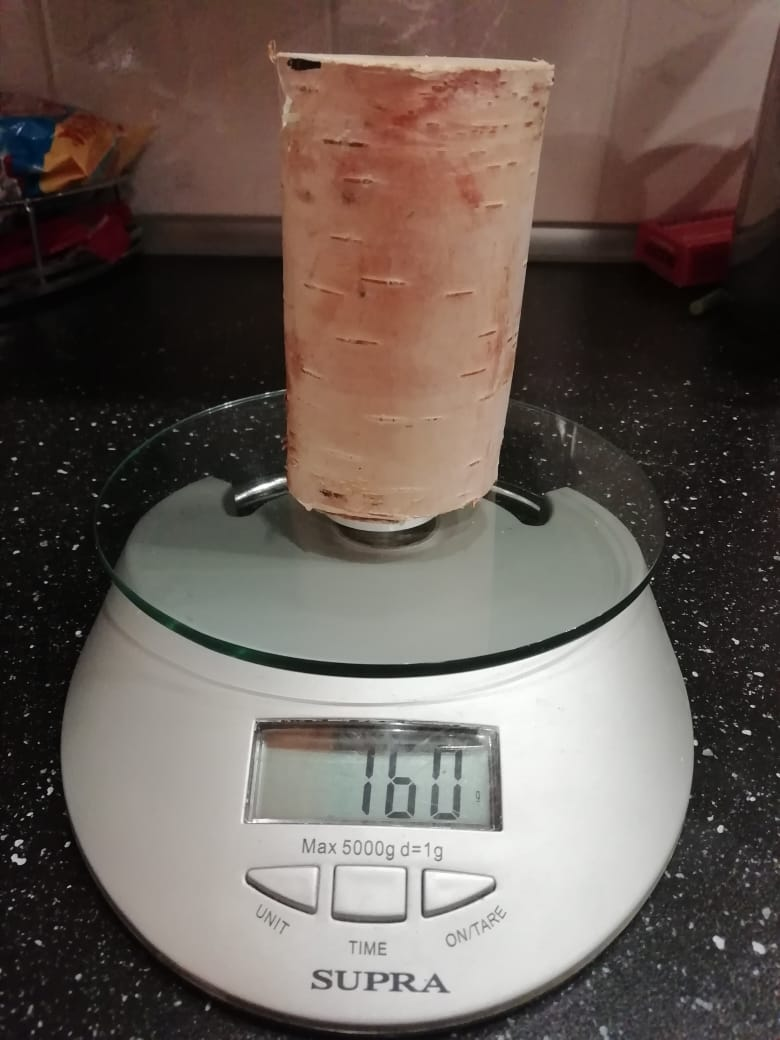 160 g
Max 5000g d=1g
UNIT
TIME
ON/TARE
SUPRA